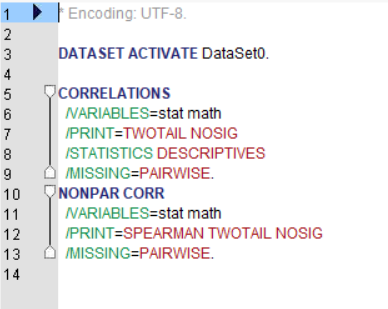 1 * Encoding: UTF-8.
2
3 DATASET ACTIVATE DataSet0.
4
5 CORRELATIONS
6 /VARIABLES=stat math
7 /PRINT=TWOTAIL NOSIG
8 /STATISTICS DESCRIPTIVES
9 /MISSING=PAIRWISE.
10 NONPAR CORR
11 /VARIABLES=stat math
12 /PRINT=SPEARMAN TWOTAIL NOSIG
13 /MISSING=PAIRWISE.
14